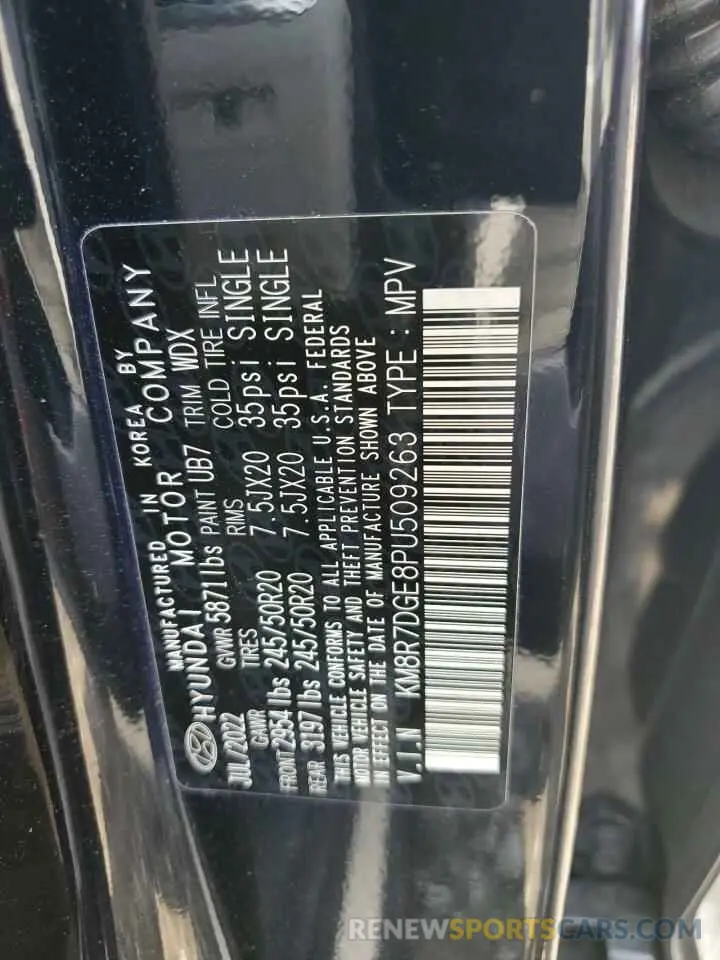 MANUFACTURED IN KOREA BY
HYUNDAI MOTOR COMPANY
JUL/2022 GVWR 5871lbs PAINT UB7 TRIM WDX
GAWR TIRES RIMS COLD TIRE INFL
FRONT 2954lbs 245/50R20 7.5JX20 35psi SINGLE
REAR 3197lbs 245/50R20 7.5JX20 35psi SINGLE
THIS VEHICLE CONFORMS TO ALL APPLICABLE U.S.A. FEDERAL
MOTOR VEHICLE SAFETY AND THEFT PREVENTION STANDARDS
IN EFFECT ON THE DATE OF MANUFACTURE SHOWN ABOVE
V.I.N KM8R7DGE8PU509263 TYPE : MPV
RENEWSPORTSCARS.COM